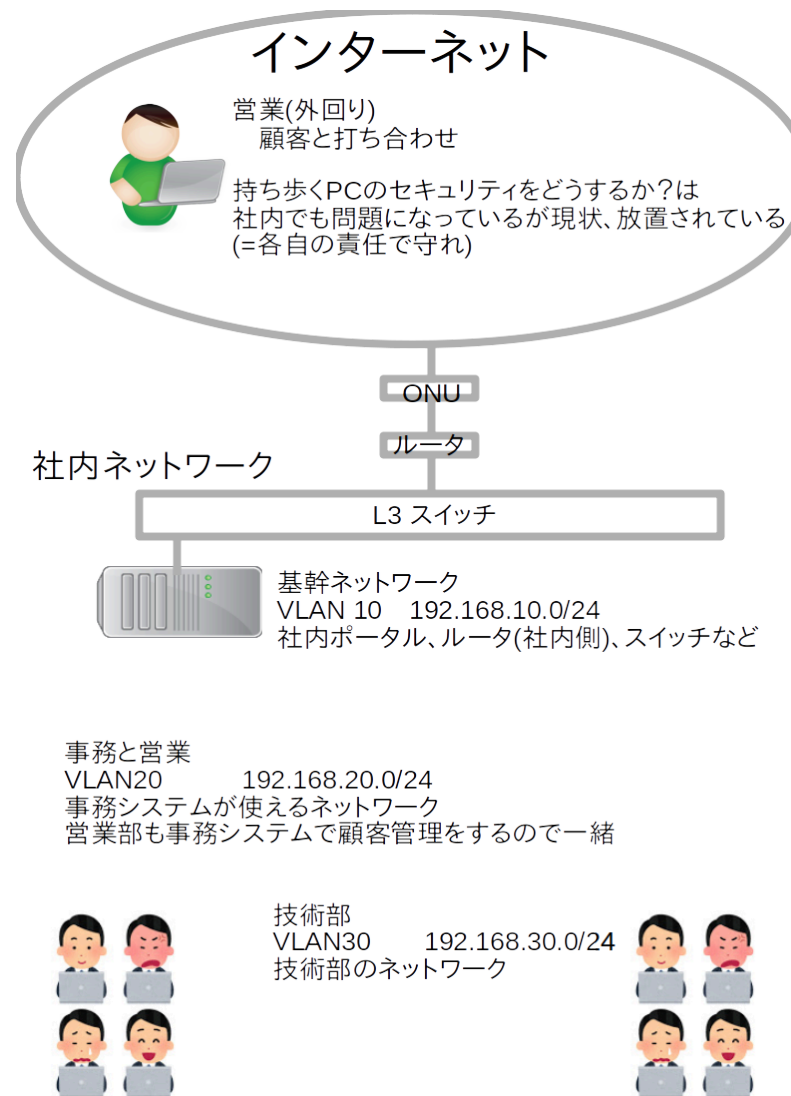 インターネット
営業(外回り)
顧客と打ち合わせ
持ち歩くPCのセキュリティをどうするか?は
社内でも問題になっているが現状、放置されている
(=各自の責任で守れ)
ONU
ルータ
社内ネットワーク
L3 スイッチ
基幹ネットワーク
VLAN 10 192.168.10.0/24
社内ポータル、ルータ(社内側)、スイッチなど
事務と営業
VLAN20 192.168.20.0/24
事務システムが使えるネットワーク
営業部も事務システムで顧客管理をするので一緒
技術部
VLAN30 192.168.30.0/24
技術部のネットワーク